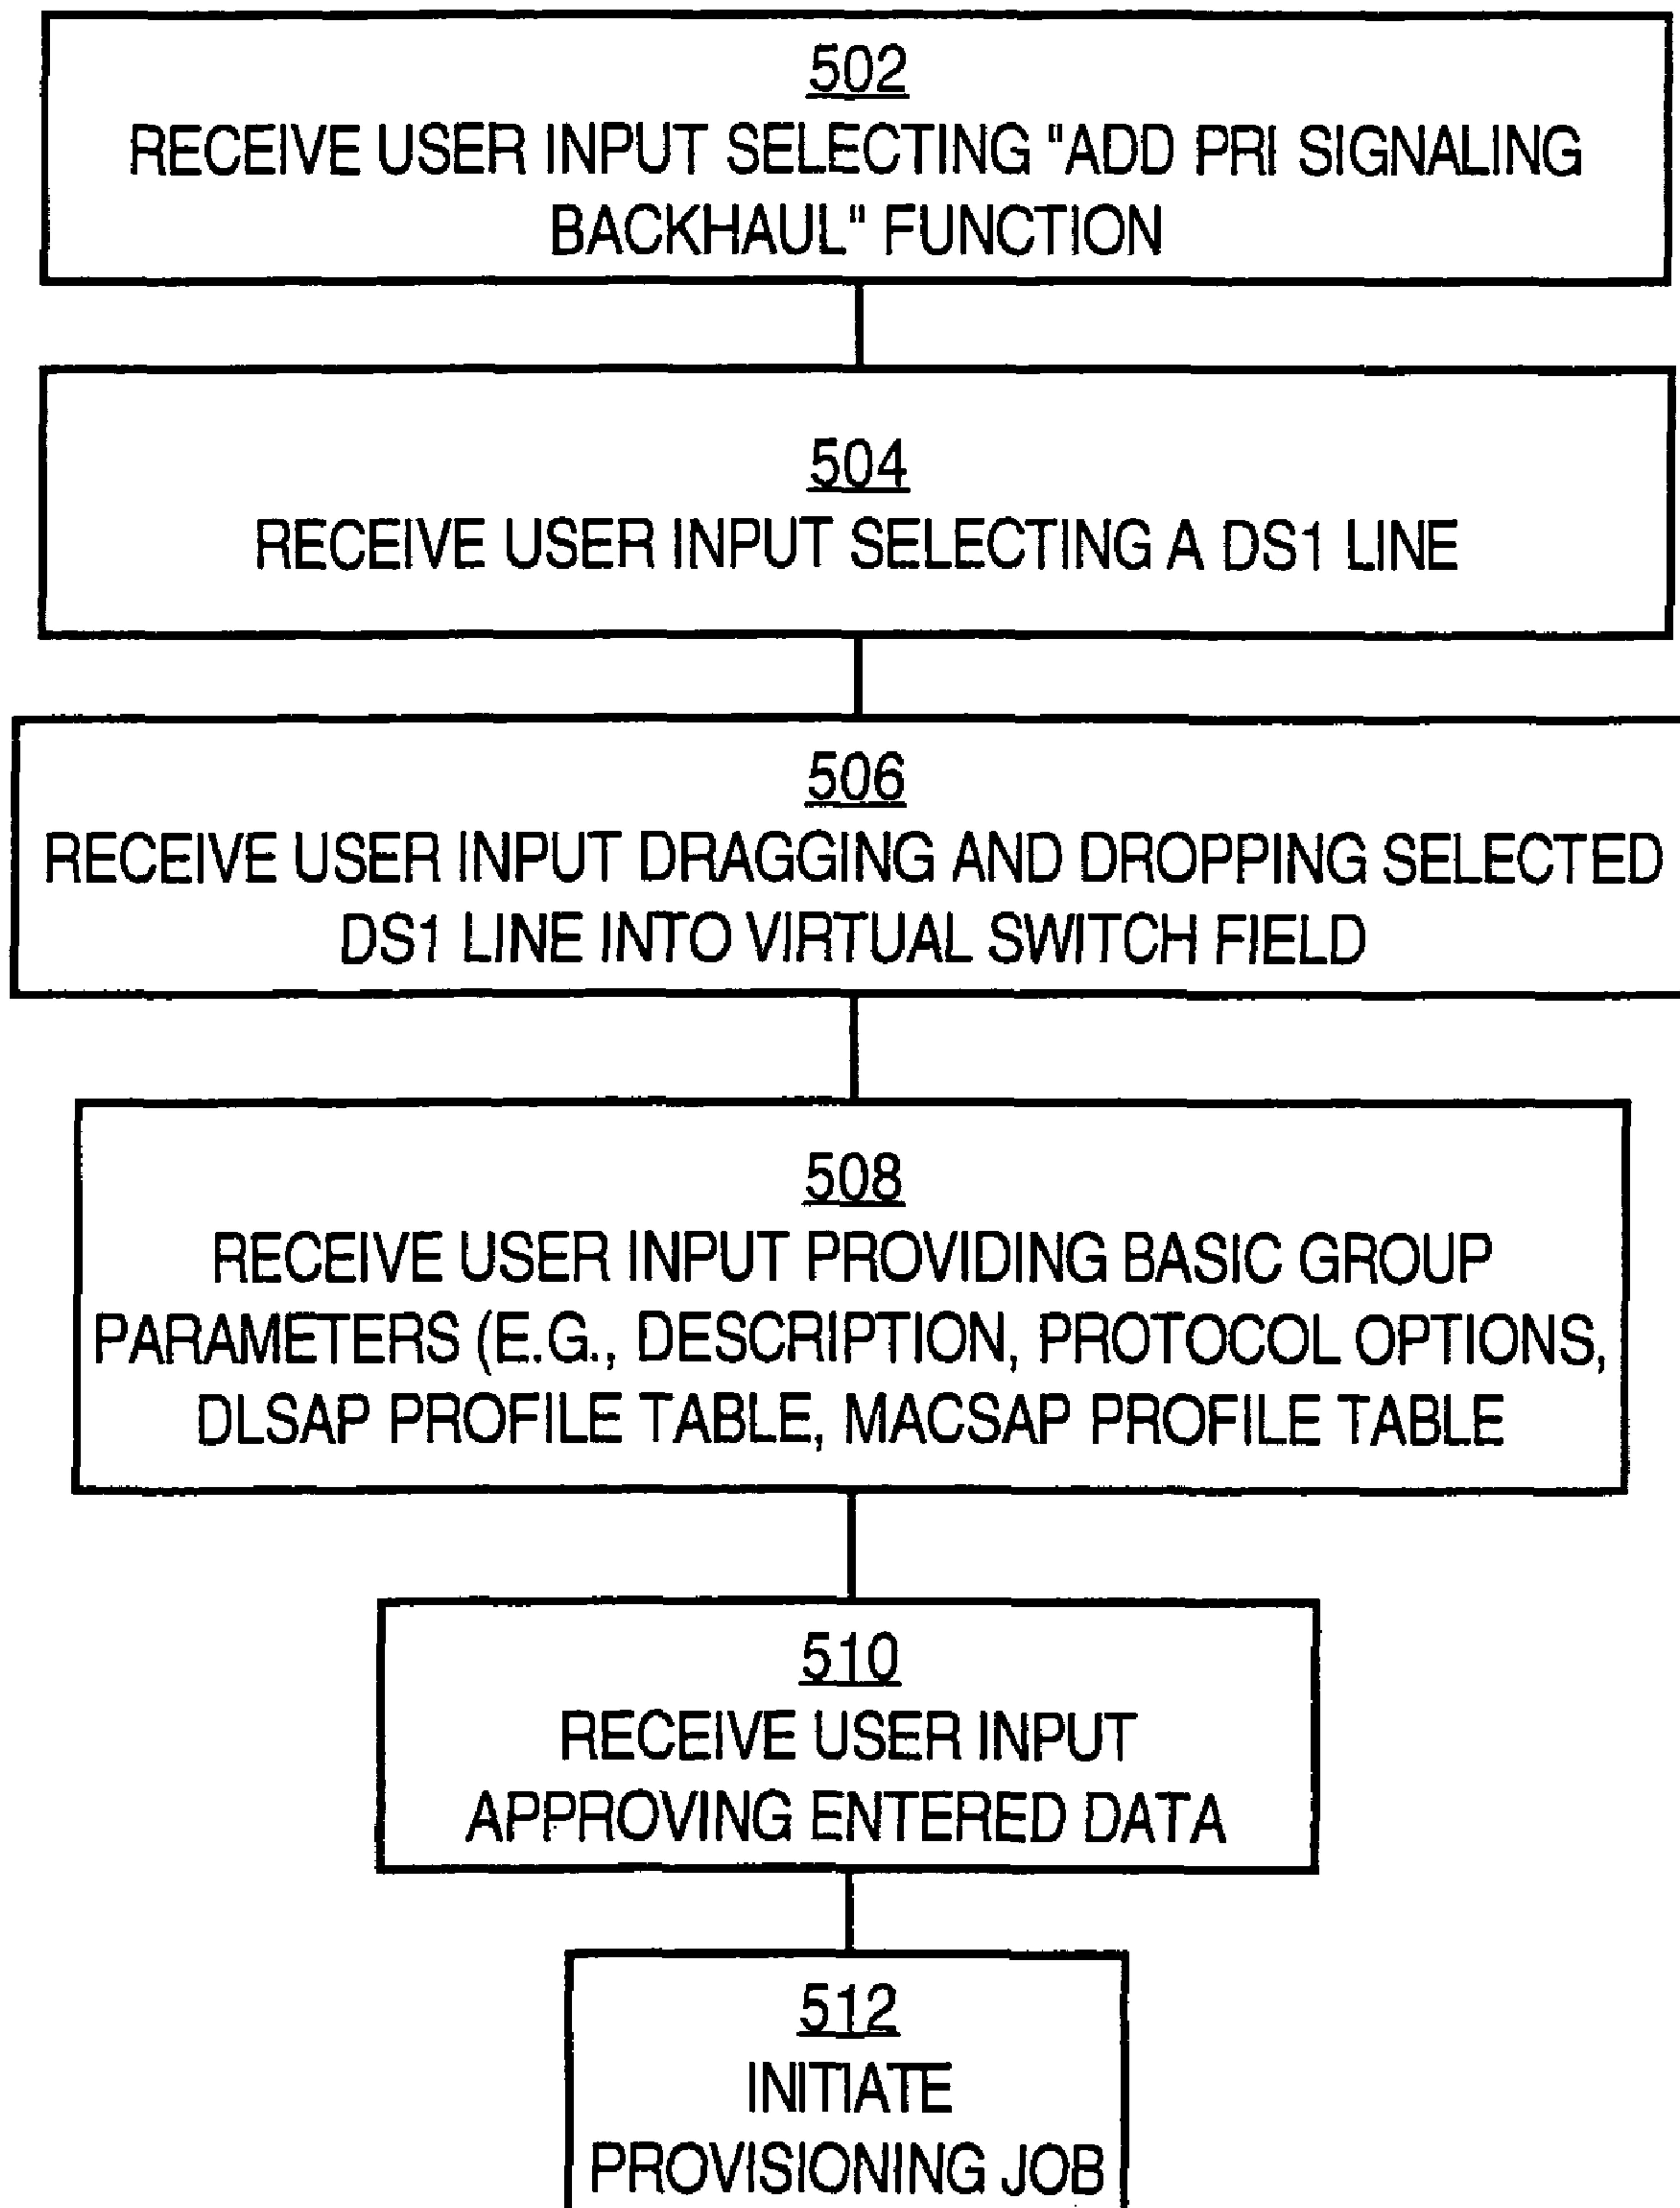 502
RECEIVE USER INPUT SELECTING "ADD PRI SIGNALING
BACKHAUL" FUNCTION
504
RECEIVE USER INPUT SELECTING A DS1 LINE
506
RECEIVE USER INPUT DRAGGING AND DROPPING SELECTED
DS1 LINE INTO VIRTUAL SWITCH FIELD
508
RECEIVE USER INPUT PROVIDING BASIC GROUP
PARAMETERS (E.G., DESCRIPTION, PROTOCOL OPTIONS,
DLSAP PROFILE TABLE, MACSAP PROFILE TABLE
510
RECEIVE USER INPUT
APPROVING ENTERED DATA
512
INITIATE
PROVISIONING JOB